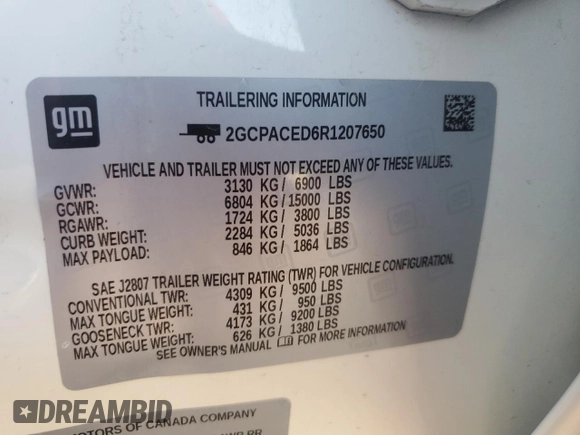 gm
TRAILERING INFORMATION
2GCPACED6R1207650
VEHICLE AND TRAILER MUST NOT EXCEED ANY OF THESE VALUES.
GVWR: 3130 KG/ 6900 LBS
GCWR: 6804 KG/15000 LBS
RGAWR: 1724 KG/ 3800 LBS
CURB WEIGHT: 2284 KG/ 5036 LBS
MAX PAYLOAD: 846 KG/ 1864 LBS
SAE J2807 TRAILER WEIGHT RATING (TWR) FOR VEHICLE CONFIGURATION.
CONVENTIONAL TWR: 4309 KG/ 9500 LBS
MAX TONGUE WEIGHT: 431 KG/ 950 LBS
GOOSENECK TWR: 4173 KG/ 9200 LBS
MAX TONGUE WEIGHT: 626 KG/ 1380 LBS
SEE OWNER'S MANUAL FOR MORE INFORMATION
MOTORS OF CANADA COMPANY
DREAMBID